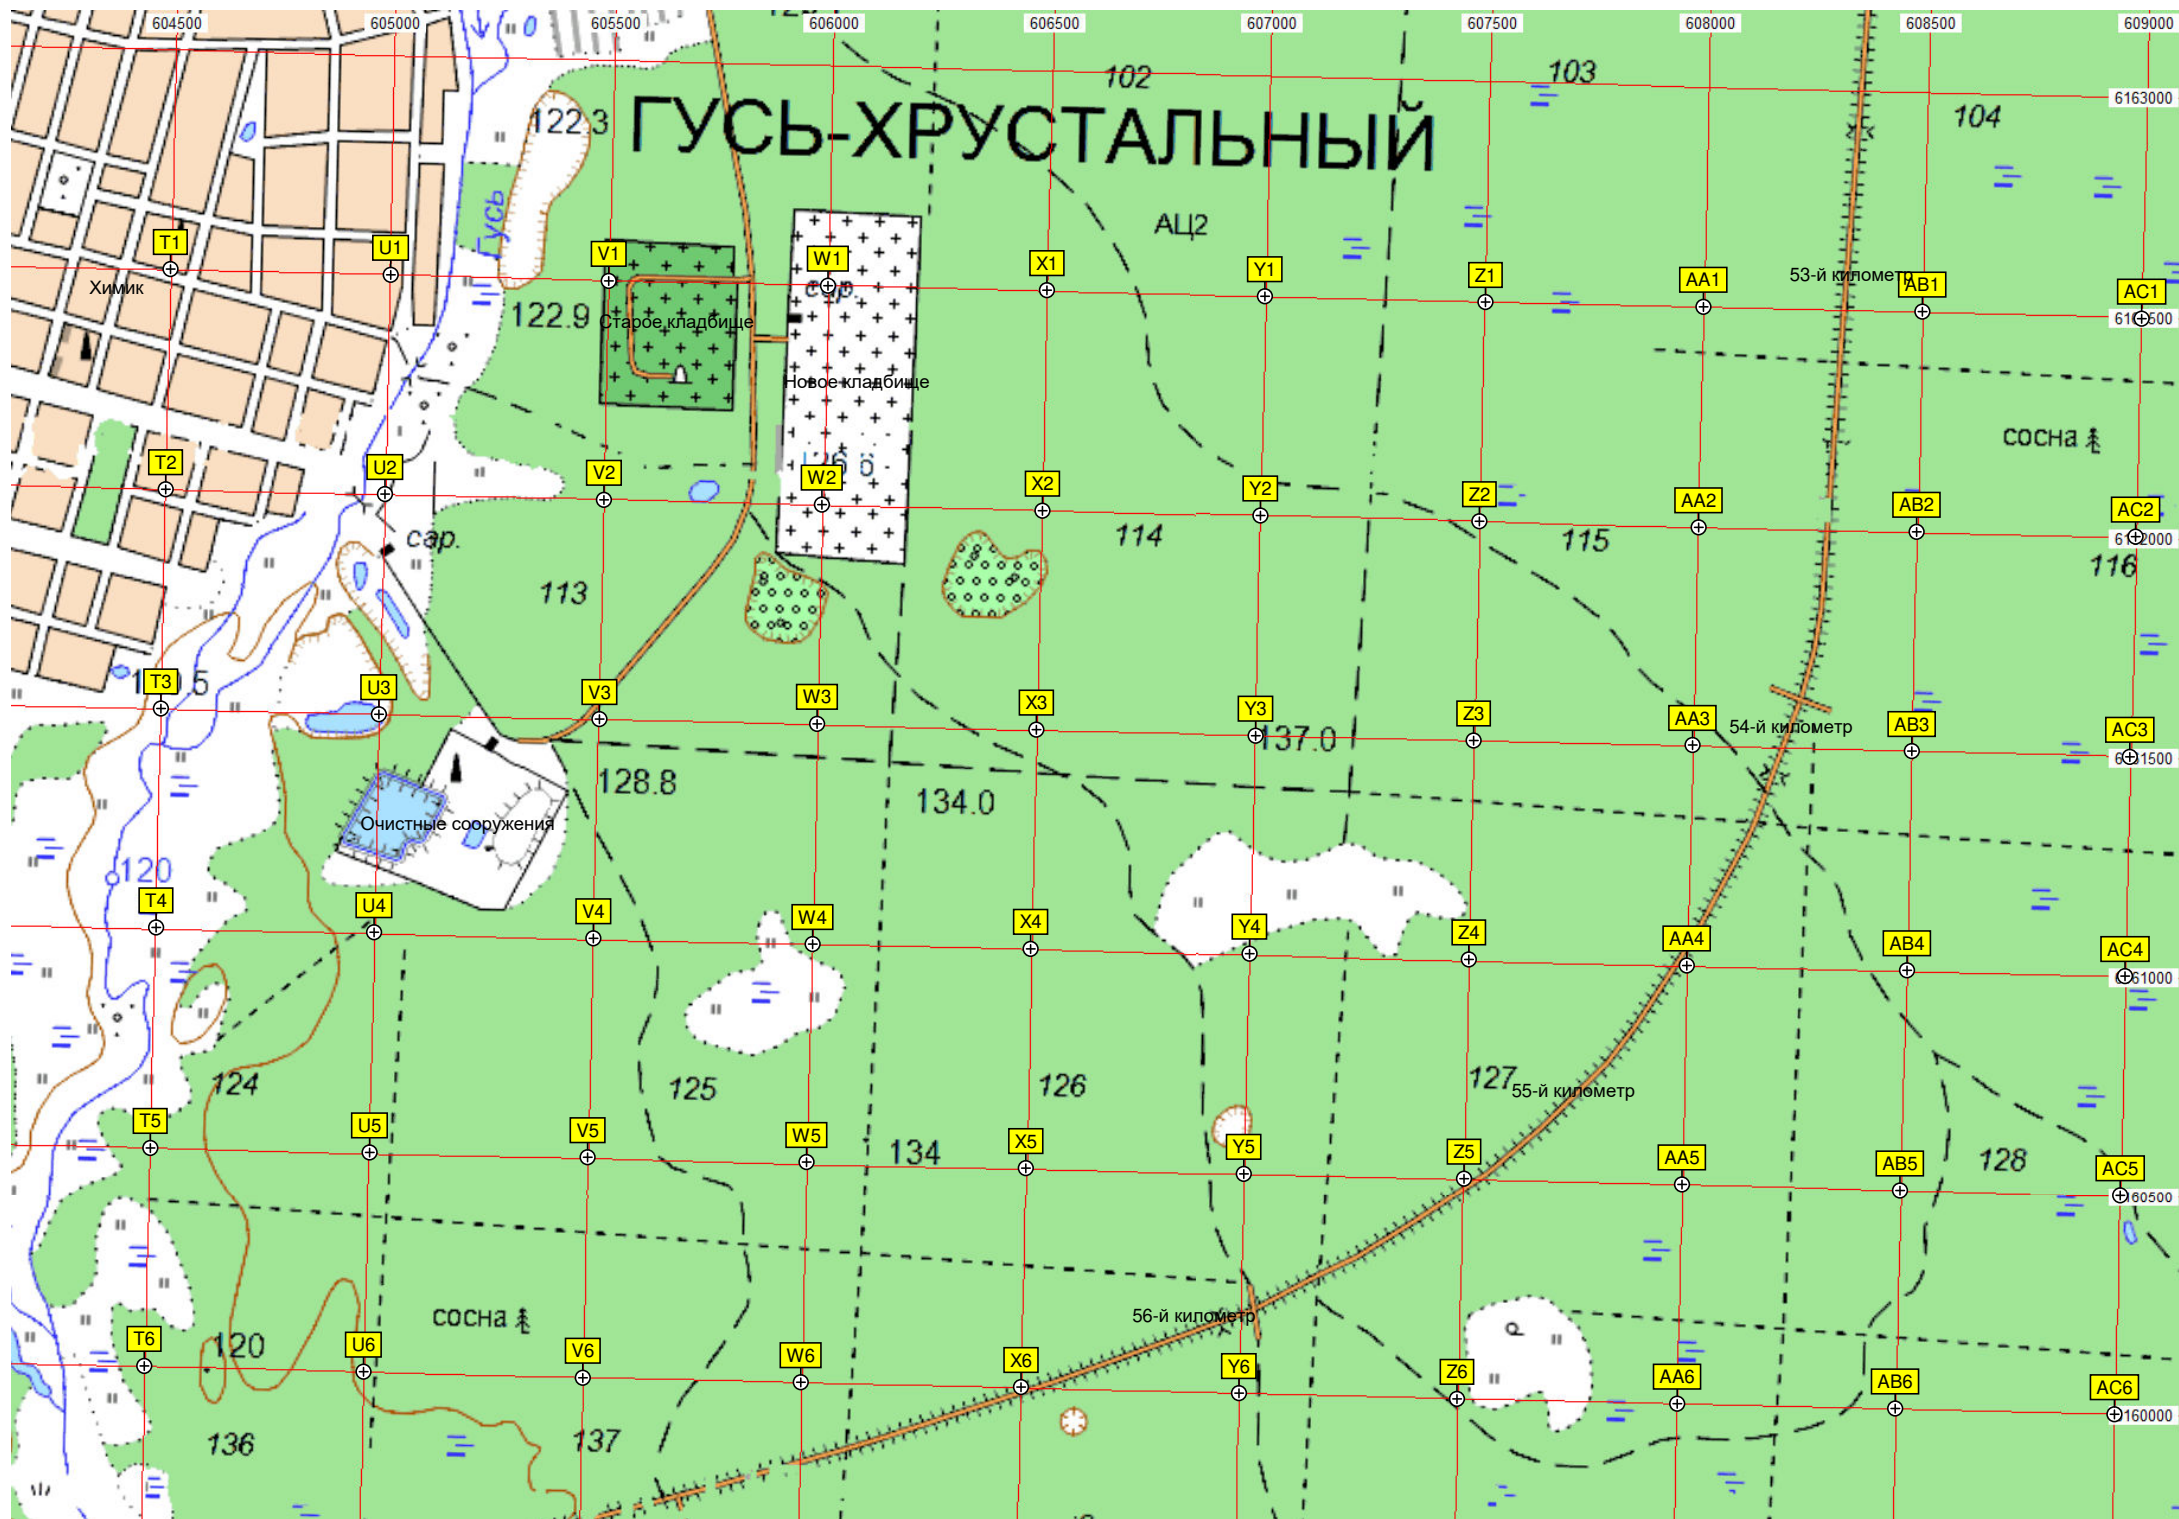 604500 605000 605500 606000 606500 607000 607500 608000 608500 609000
102 103
6163000
122.3 ГУСЬ-ХРУСТАЛЬНЫЙ 104
Гусь АЦ2
T1 U1 V1 W1 X1 Y1 Z1 AA1 53-й километр AB1 AC1
Химик сар.
122.9 Старое кладбище
Новое кладбище
сосна
T2 U2 V2 W2 X2 Y2 Z2 AA2 AB2 AC2
сар. 114 115
113 116
T3 U3 V3 W3 X3 Y3 Z3 AA3 54-й километр AB3 AC3
137.0
128.8 134.0
Очистные сооружения
120
T4 U4 V4 W4 X4 Y4 Z4 AA4 AB4 AC4
124 125 126 127 55-й километр
T5 U5 V5 W5 X5 Y5 Z5 AA5 AB5 AC5
134 128
сосна 56-й километр р
T6 120 U6 V6 W6 X6 Y6 Z6 AA6 AB6 AC6
136 137